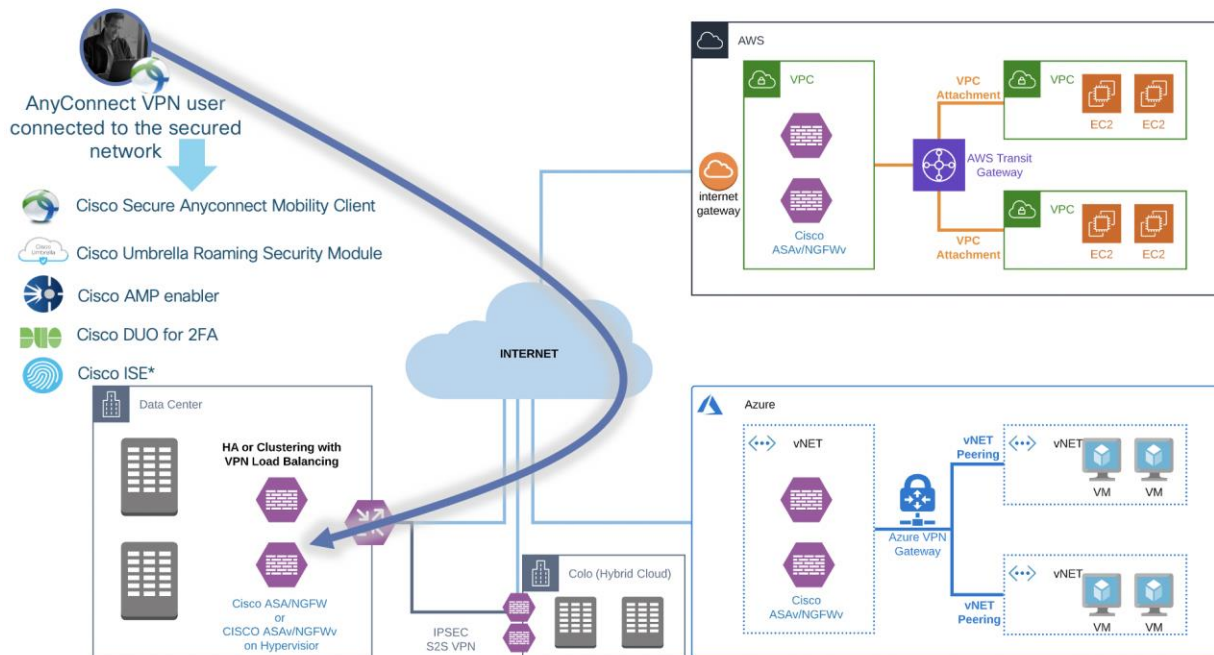 AnyConnect VPN user
connected to the secured
network
Cisco Secure Anyconnect Mobility Client
Cisco
Umbrella
Cisco Umbrella Roaming Security Module
Cisco AMP enabler
DUO
Cisco DUO for 2FA
Cisco ISE*
INTERNET
Data Center
HA or Clustering with
VPN Load Balancing
Cisco ASA/NGFW
or
CISCO ASAv/NGFWv
on Hypervisior
IPSEC
S2S VPN
Colo (Hybrid Cloud)
AWS
VPC
internet
gateway
Cisco
ASAv/NGFWv
VPC
Attachment
AWS Transit
Gateway
VPC
Attachment
VPC
EC2
EC2
VPC
EC2
EC2
Azure
vNET
Cisco
ASAv/NGFWv
Azure VPN
Gateway
vNET
Peering
vNET
Peering
vNET
VM
VM
vNET
VM
VM